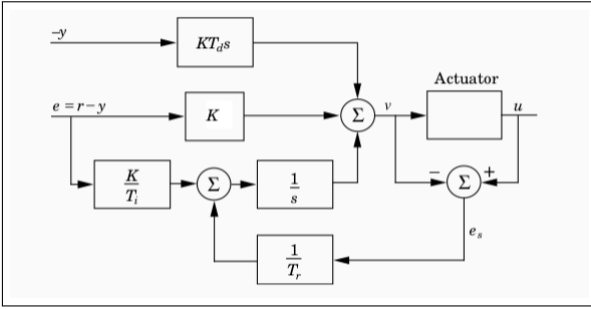 -y
KT_d s
Actuator
e = r - y
K
Σ
v
u
K/T_i
Σ
1/s
− Σ +
e_s
1/T_r